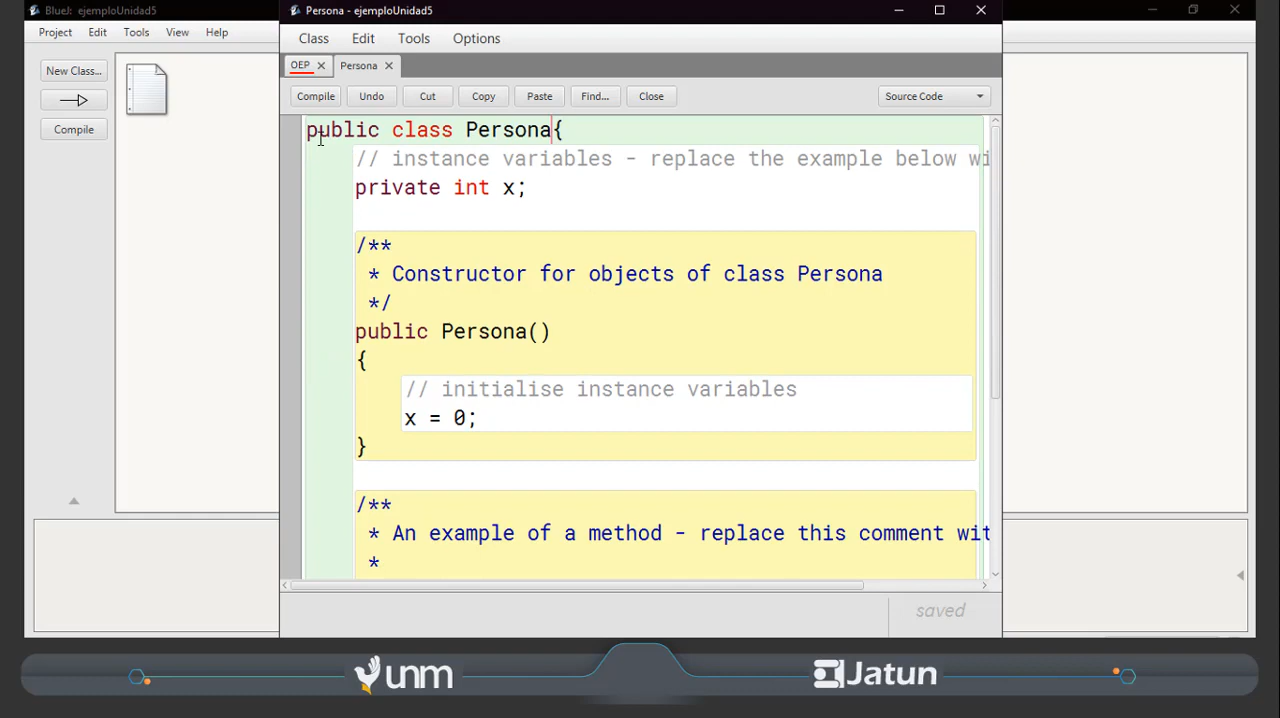 BlueJ: ejemploUnidad5
Persona - ejemploUnidad5
Project Edit Tools View Help
Class Edit Tools Options
New Class...
Compile
OEP Persona
Compile Undo Cut Copy Paste Find... Close Source Code
public class Persona{
// instance variables - replace the example below wi
private int x;
/**
* Constructor for objects of class Persona
*/
public Persona()
{
// initialise instance variables
x = 0;
}
/**
* An example of a method - replace this comment wit
*
saved
unm
Jatun